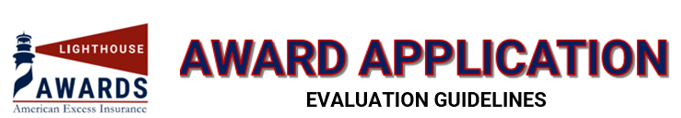 LIGHTHOUSE
AWARDS
American Excess Insurance
AWARD APPLICATION
EVALUATION GUIDELINES